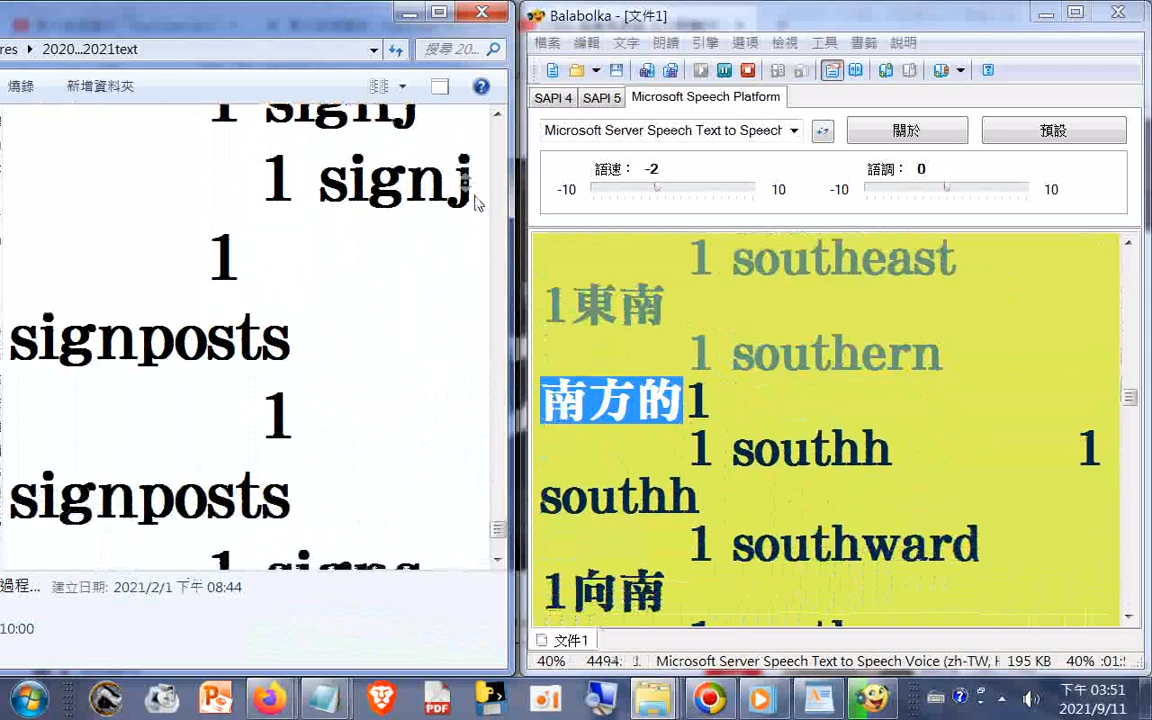 res ▸ 2020...2021text
搜尋 20...
燒錄 新增資料夾
1 signj
1 signj
1
signposts
1
signposts
1 signs
過程... 建立日期: 2021/2/1 下午 08:44
10:00
Balabolka - [文件1]
檔案 編輯 文字 朗讀 引擎 選項 檢視 工具 書籤 說明
SAPI 4 SAPI 5 Microsoft Speech Platform
Microsoft Server Speech Text to Speech
關於 預設
語速: -2 語調: 0
-10 10 -10 10
1 southeast
1東南
1 southern
南方的1
1 southh 1
southh
1 southward
1向南
文件1
40% Microsoft Server Speech Text to Speech Voice (zh-TW, H 195 KB 40%
PDF
下午 03:51
2021/9/11